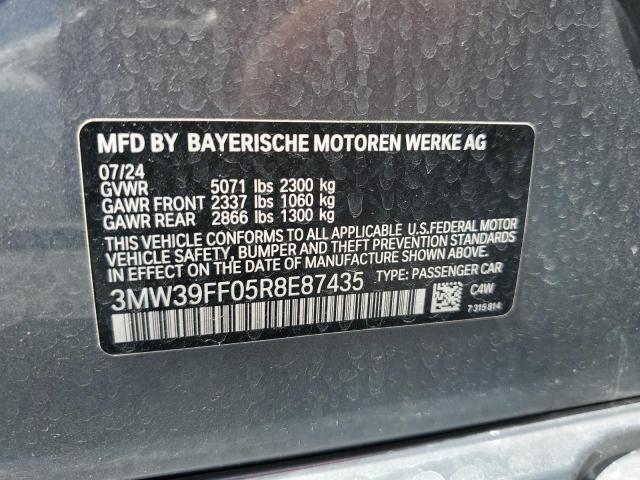 MFD BY BAYERISCHE MOTOREN WERKE AG
07/24
GVWR 5071 lbs 2300 kg
GAWR FRONT 2337 lbs 1060 kg
GAWR REAR 2866 lbs 1300 kg
THIS VEHICLE CONFORMS TO ALL APPLICABLE U.S.FEDERAL MOTOR
VEHICLE SAFETY, BUMPER AND THEFT PREVENTION STANDARDS
IN EFFECT ON THE DATE OF MANUFACTURE SHOWN ABOVE.
3MW39FF05R8E87435 TYPE: PASSENGER CAR
C4W
7 315 814